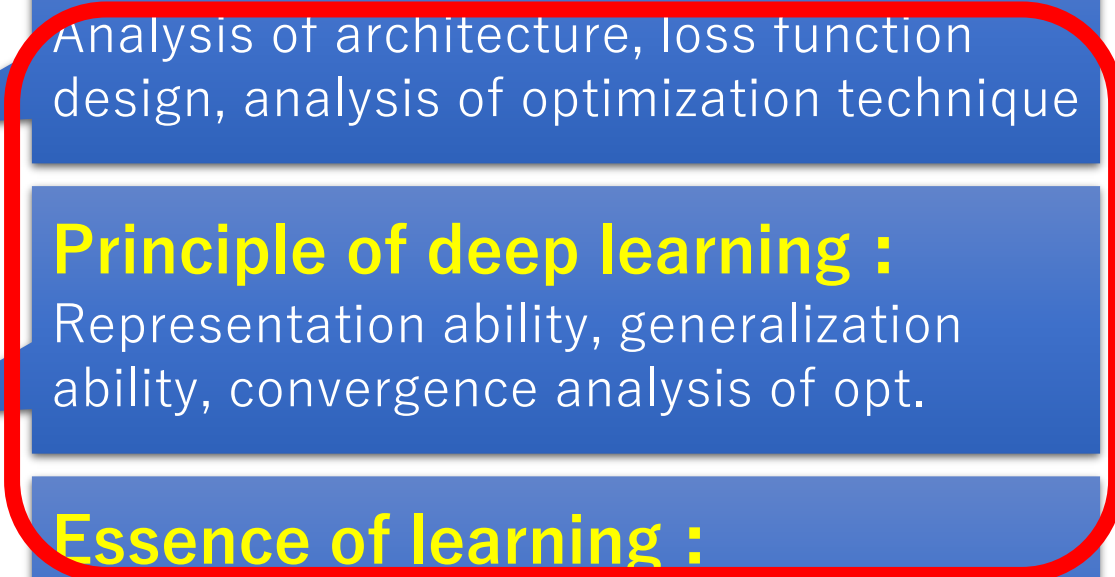 Analysis of architecture, loss function
design, analysis of optimization technique
Principle of deep learning :
Representation ability, generalization
ability, convergence analysis of opt.
Essence of learning :